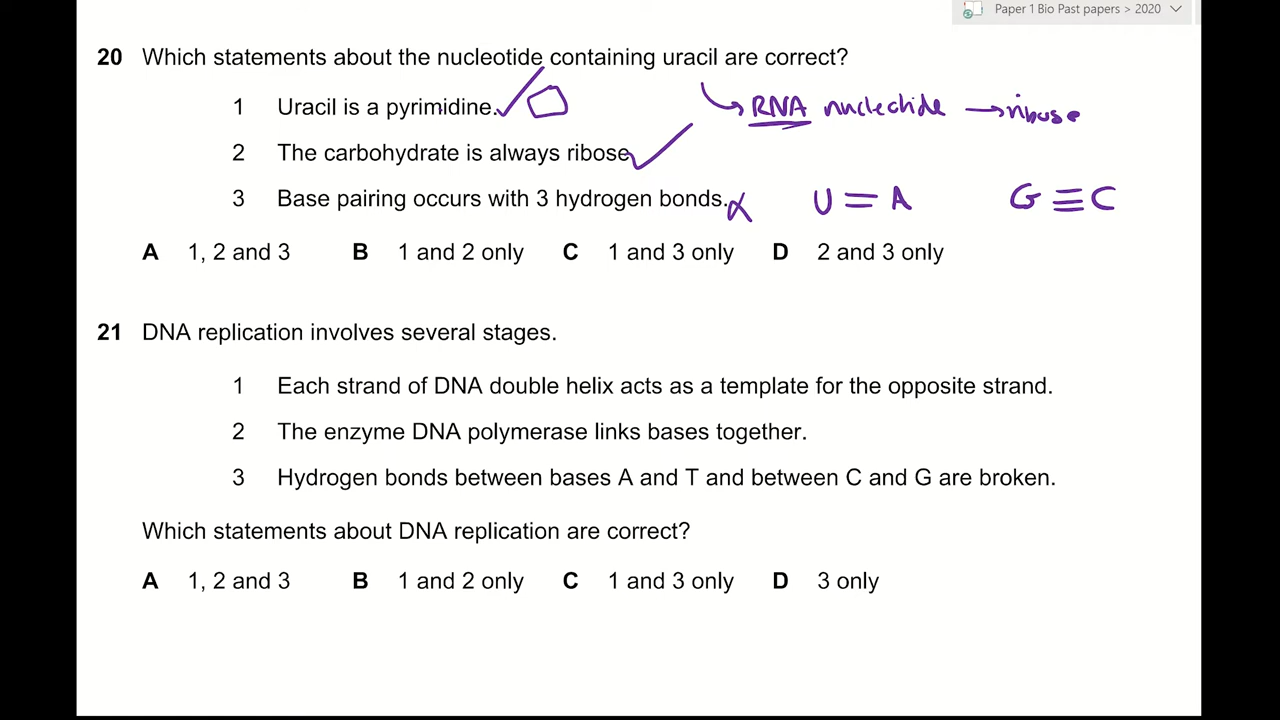 Paper 1 Bio Past papers > 2020
20 Which statements about the nucleotide containing uracil are correct?
1 Uracil is a pyrimidine.
RNA nucleotide → ribose
2 The carbohydrate is always ribose
3 Base pairing occurs with 3 hydrogen bonds.
U = A G ≡ C
A 1, 2 and 3 B 1 and 2 only C 1 and 3 only D 2 and 3 only
21 DNA replication involves several stages.
1 Each strand of DNA double helix acts as a template for the opposite strand.
2 The enzyme DNA polymerase links bases together.
3 Hydrogen bonds between bases A and T and between C and G are broken.
Which statements about DNA replication are correct?
A 1, 2 and 3 B 1 and 2 only C 1 and 3 only D 3 only